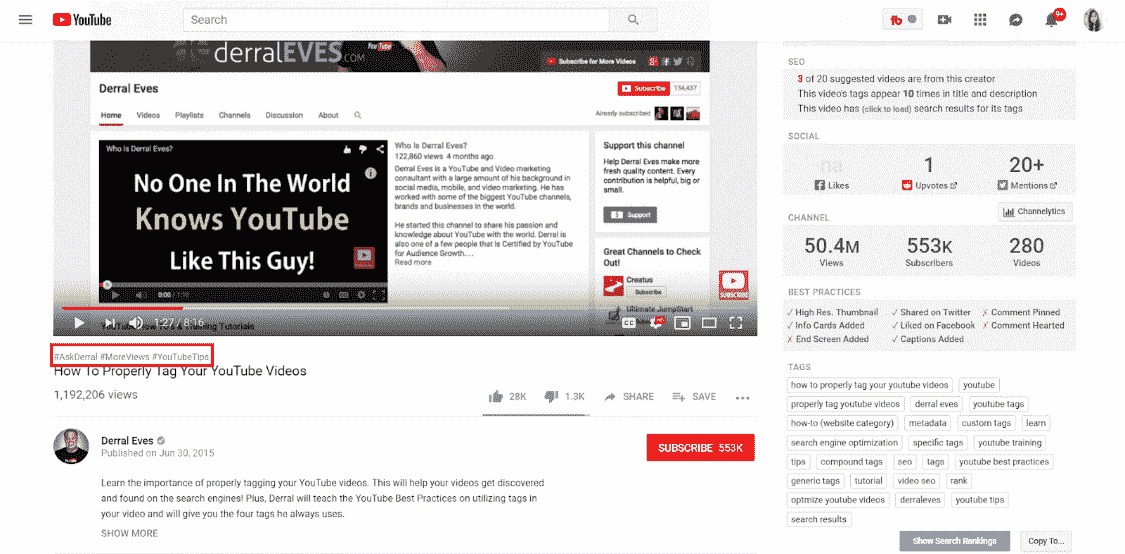 YouTube
Search
9+
derralEVES.COM
You Tube
Subscribe for More Videos
Derral Eves
Subscribe 134,437
Home Videos Playlists Channels Discussion About
Already subscribed
Who Is Derral Eves?
No One In The World
Knows YouTube
Like This Guy!
0:00 / 1:19
Who Is Derral Eves?
122,860 views 4 months ago
Derral Eves is a YouTube and Video marketing
consultant with a large amount of his background in
social media, mobile, and video marketing. He has
worked with some of the biggest YouTube channels,
brands and businesses in the world.
He started this channel to share his passion and
knowledge about YouTube with the world. Derral is
also one of a few people that is Certified by YouTube
for Audience Growth....
Read more
Support this channel
Help Derral Eves make more
fresh quality content. Every
contribution is helpful, big or
small.
$ Support
Great Channels to Check
Out!
Creatus
Subscribe
Ultimate JumpStart
1:27 / 8:16
CC
#AskDerral #MoreViews #YouTubeTips
How To Properly Tag Your YouTube Videos
1,192,206 views
28K 1.3K SHARE SAVE
Derral Eves
Published on Jun 30, 2015
SUBSCRIBE 553K
Learn the importance of properly tagging your YouTube videos. This will help your videos get discovered
and found on the search engines! Plus, Derral will teach the YouTube Best Practices on utilizing tags in
your video and will give you the four tags he always uses.
SHOW MORE
SEO
3 of 20 suggested videos are from this creator
This video's tags appear 10 times in title and description
This video has (click to load) search results for its tags
SOCIAL
na 1 20+
Likes Upvotes Mentions
CHANNEL
Channelytics
50.4M 553K 280
Views Subscribers Videos
BEST PRACTICES
✓ High Res. Thumbnail ✓ Shared on Twitter ✗ Comment Pinned
✓ Info Cards Added ✓ Liked on Facebook ✗ Comment Hearted
✗ End Screen Added ✓ Captions Added
TAGS
how to properly tag your youtube videos youtube
properly tag youtube videos derral eves youtube tags
how-to (website category) metadata custom tags learn
search engine optimization specific tags youtube training
tips compound tags seo tags youtube best practices
generic tags tutorial video seo rank
optmize youtube videos derraleves youtube tips
search results
Show Search Rankings Copy To...